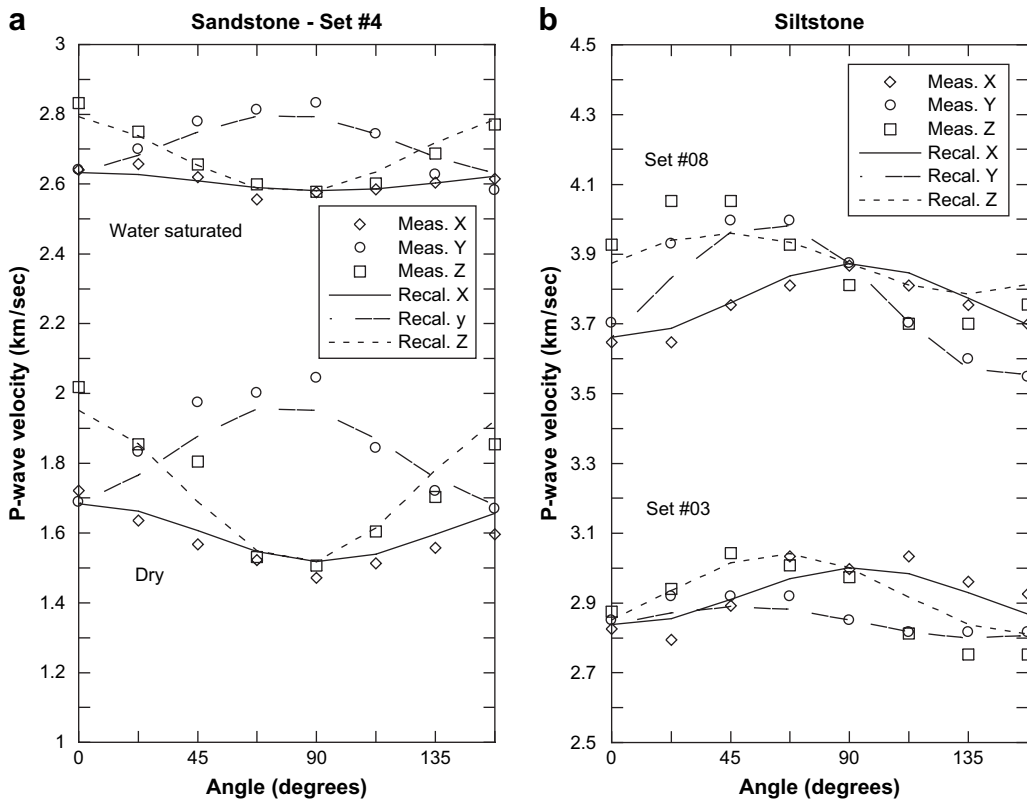 a
Sandstone - Set #4
3
2.8
2.6
2.4
2.2
2
1.8
1.6
1.4
1.2
1
P-wave velocity (km/sec)
Water saturated
Dry
Meas. X
Meas. Y
Meas. Z
Recal. X
Recal. y
Recal. Z
0
45
90
135
Angle (degrees)
b
Siltstone
4.5
4.3
4.1
3.9
3.7
3.5
3.3
3.1
2.9
2.7
2.5
P-wave velocity (km/sec)
Meas. X
Meas. Y
Meas. Z
Recal. X
Recal. Y
Recal. Z
Set #08
Set #03
0
45
90
135
Angle (degrees)